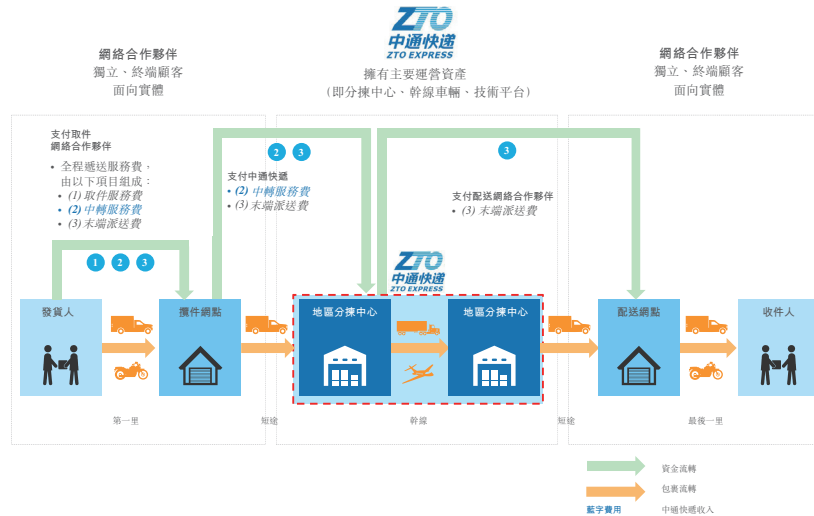 ZTO
中通快递
ZTO EXPRESS
網絡合作夥伴
獨立、終端顧客
面向實體
擁有主要運營資產
(即分揀中心、幹線車輛、技術平台)
網絡合作夥伴
獨立、終端顧客
面向實體
支付取件
網絡合作夥伴
• 全程遞送服務費，
由以下項目組成：
• (1) 取件服務費
• (2) 中轉服務費
• (3) 末端派送費
1 2 3
2 3
支付中通快遞
• (2) 中轉服務費
• (3) 末端派送費
3
支付配送網絡合作夥伴
• (3) 末端派送費
ZTO
中通快递
ZTO EXPRESS
發貨人
攬件網點
地區分揀中心
地區分揀中心
配送網點
收件人
第一里
短途
幹線
短途
最後一里
資金流轉
包裹流轉
藍字費用 中通快遞收入